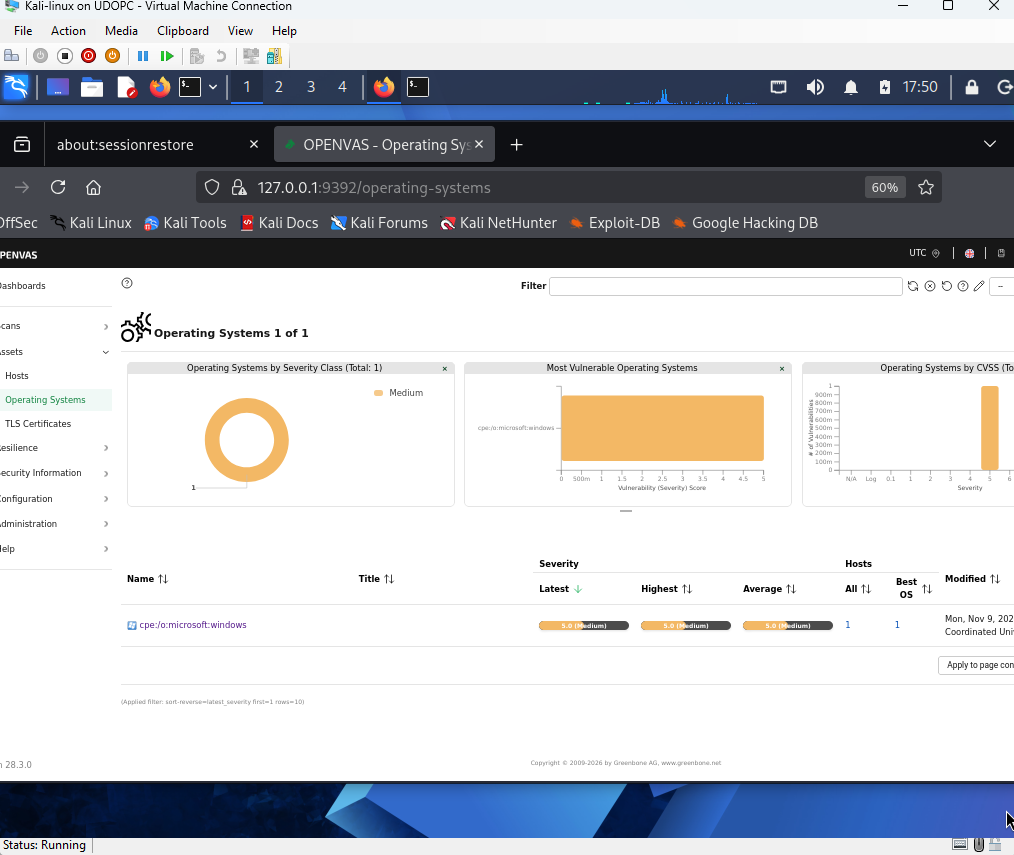 Kali-linux on UDOPC - Virtual Machine Connection
File Action Media Clipboard View Help
1 2 3 4 17:50
about:sessionrestore OPENVAS - Operating Sys
127.0.0.1:9392/operating-systems 60%
OffSec Kali Linux Kali Tools Kali Docs Kali Forums Kali NetHunter Exploit-DB Google Hacking DB
PENVAS UTC
Dashboards Filter --
cans
Operating Systems 1 of 1
ssets
Hosts
Operating Systems
TLS Certificates
esilience
ecurity Information
onfiguration
dministration
elp
Operating Systems by Severity Class (Total: 1)
Medium
1
Most Vulnerable Operating Systems
cpe:/o:microsoft:windows
0 500m 1 1.5 2 2.5 3 3.5 4 4.5 5
Vulnerability (Severity) Score
Operating Systems by CVSS (To
# of Vulnerabilities
1
900m
800m
700m
600m
500m
400m
300m
200m
100m
0
N/A Log 0.1 1 2 3 4 5 6
Severity
Severity Hosts
Name Title Latest Highest Average All Best OS Modified
cpe:/o:microsoft:windows 5.0 (Medium) 5.0 (Medium) 5.0 (Medium) 1 1 Mon, Nov 9, 202
Coordinated Uni
Apply to page con
(Applied filter: sort-reverse=latest_severity first=1 rows=10)
n 28.3.0 Copyright © 2009-2026 by Greenbone AG, www.greenbone.net
Status: Running